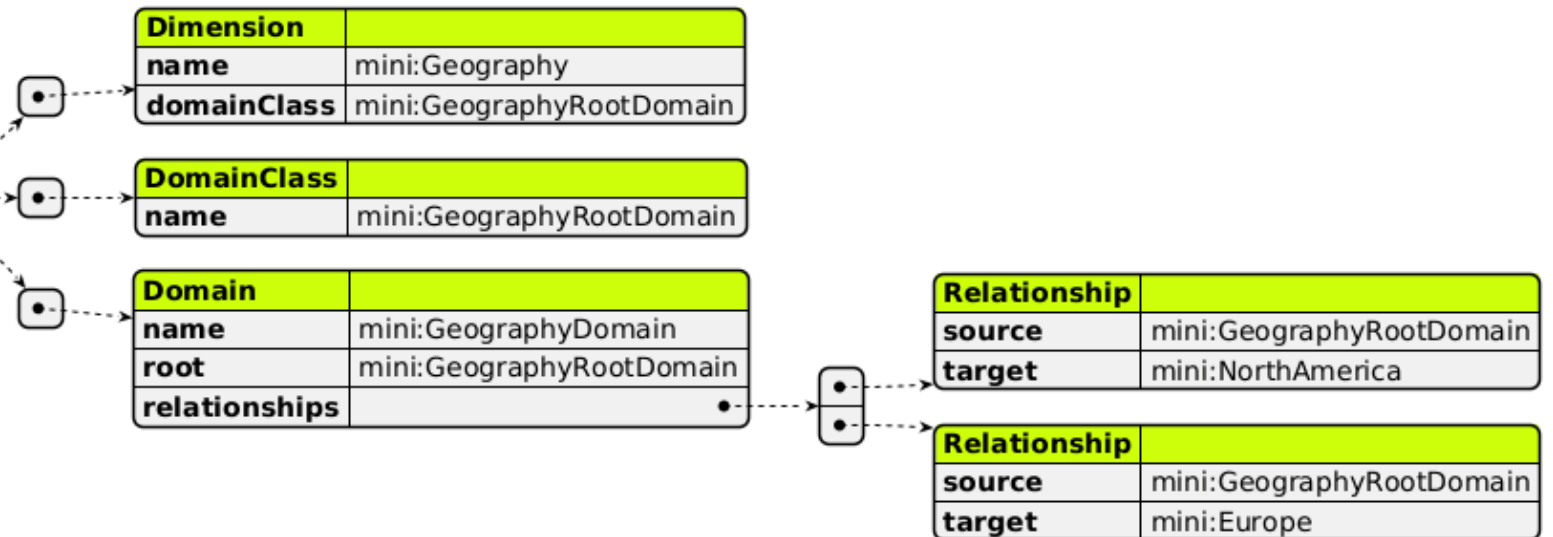 Dimension
name mini:Geography
domainClass mini:GeographyRootDomain
DomainClass
name mini:GeographyRootDomain
Domain
name mini:GeographyDomain
root mini:GeographyRootDomain
relationships
Relationship
source mini:GeographyRootDomain
target mini:NorthAmerica
Relationship
source mini:GeographyRootDomain
target mini:Europe